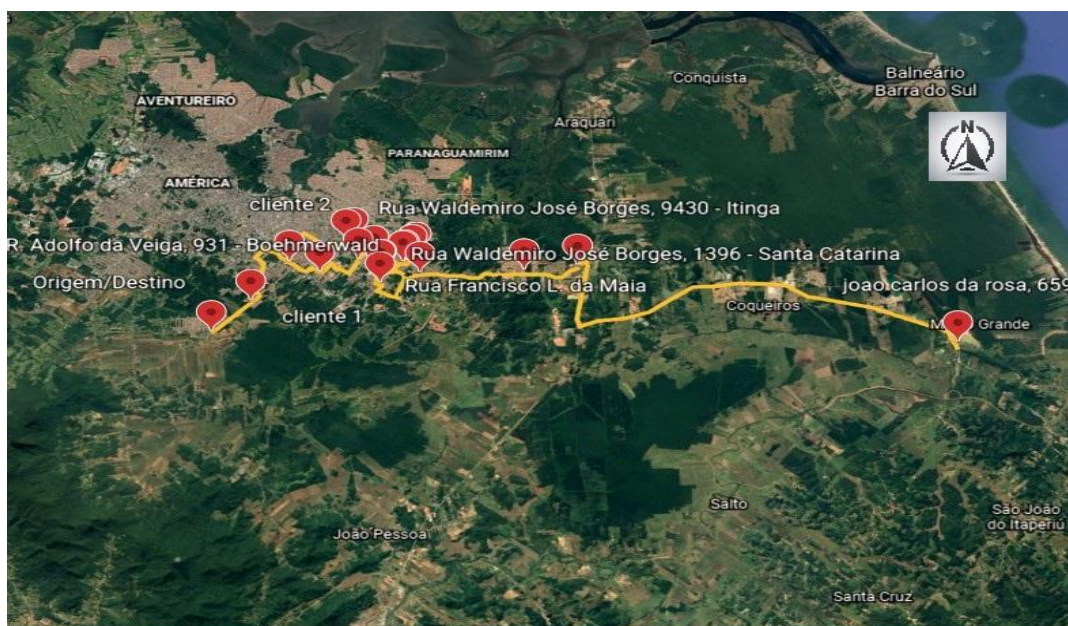 Conquista
Balneário
Barra do Sul
AVENTUREIRO
Araquari
N
PARANAGUAMIRIM
AMÉRICA
cliente 2
Rua Waldemiro José Borges, 9430 - Itinga
R. Adolfo da Veiga, 931 - Boehmerwald
Rua Waldemiro José Borges, 1396 - Santa Catarina
Origem/Destino
Rua Francisco L. da Maia
joao carlos da rosa, 659
cliente 1
Coqueiros
Grande
Salto
São João
do Itaperiú
João Pessoa
Santa Cruz